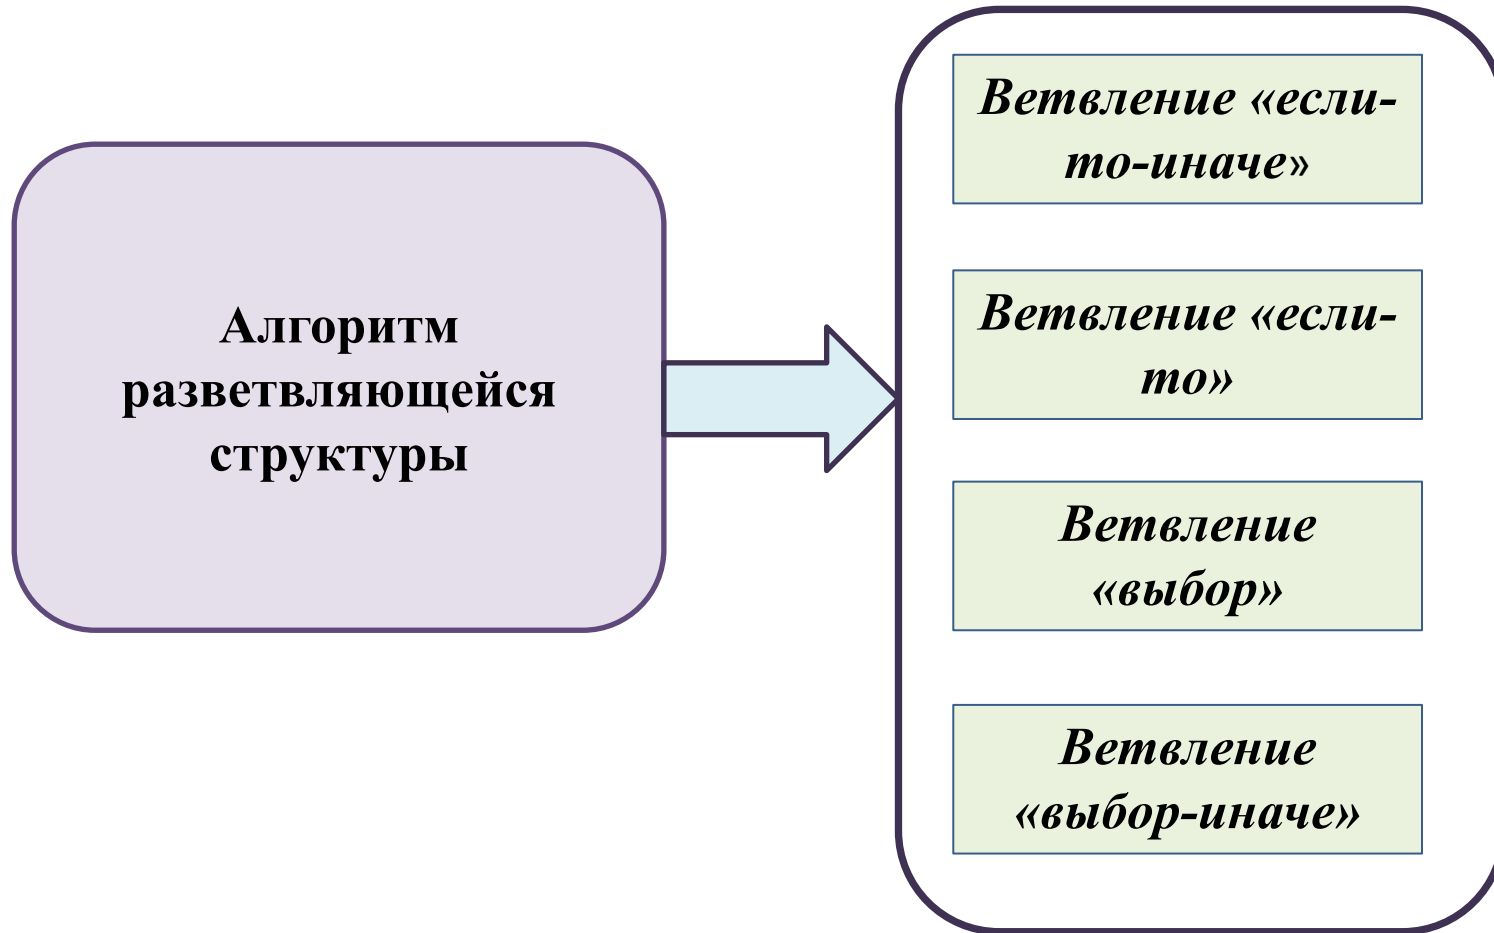 Алгоритм
разветвляющейся
структуры
Ветвление «если-
то-иначе»
Ветвление «если-
то»
Ветвление
«выбор»
Ветвление
«выбор-иначе»